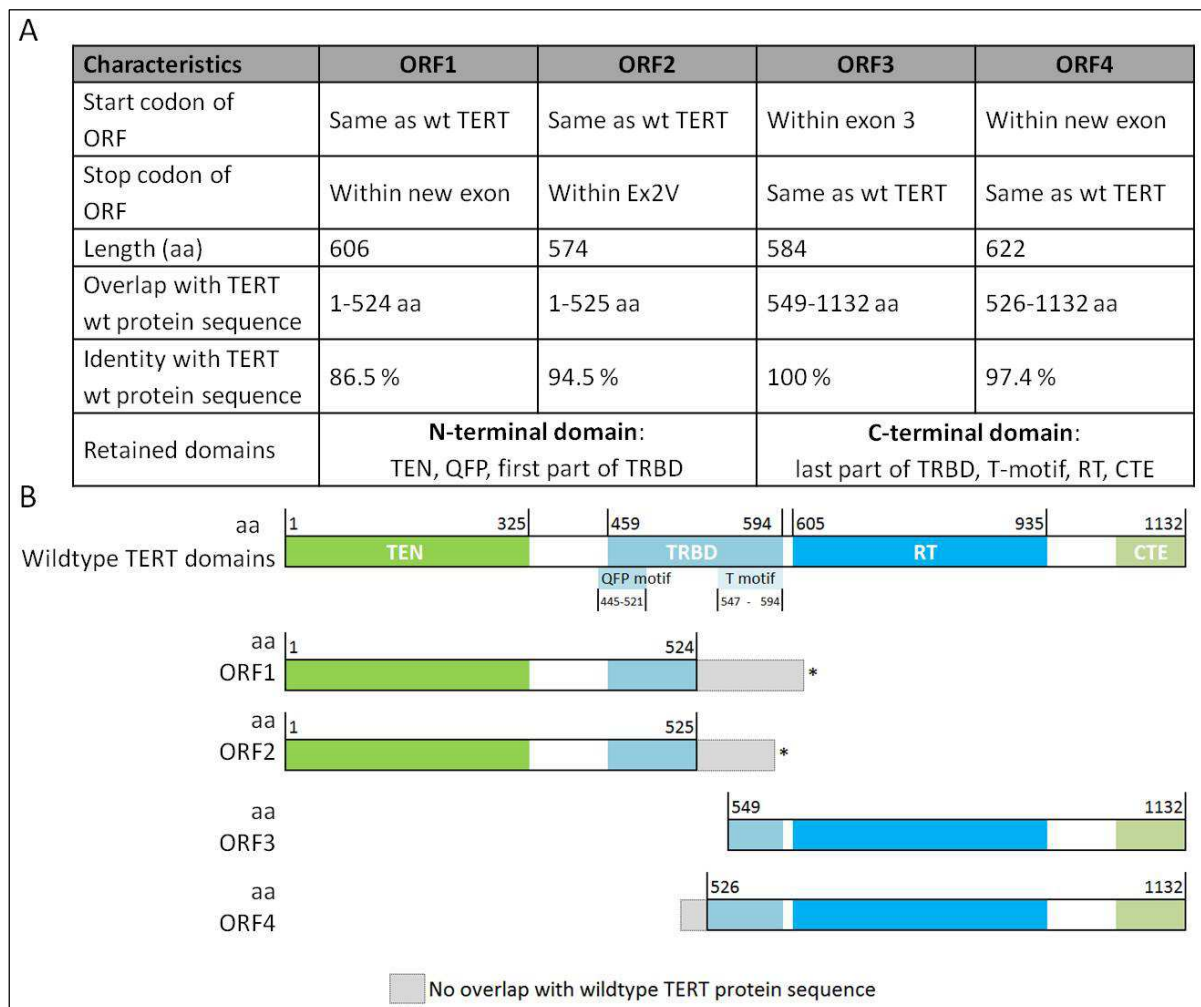 A
Characteristics ORF1 ORF2 ORF3 ORF4
Start codon of
ORF
Same as wt TERT Same as wt TERT Within exon 3 Within new exon
Stop codon of
ORF
Within new exon Within Ex2V Same as wt TERT Same as wt TERT
Length (aa) 606 574 584 622
Overlap with TERT
wt protein sequence
1-524 aa 1-525 aa 549-1132 aa 526-1132 aa
Identity with TERT
wt protein sequence
86.5 % 94.5 % 100 % 97.4 %
Retained domains
N-terminal domain:
TEN, QFP, first part of TRBD
C-terminal domain:
last part of TRBD, T-motif, RT, CTE
B
aa 1 325 459 594 605 935 1132
Wildtype TERT domains TEN TRBD RT CTE
QFP motif T motif
445-521 547 - 594
aa 1 524
ORF1 *
aa 1 525
ORF2 *
aa 549 1132
ORF3
aa 526 1132
ORF4
No overlap with wildtype TERT protein sequence